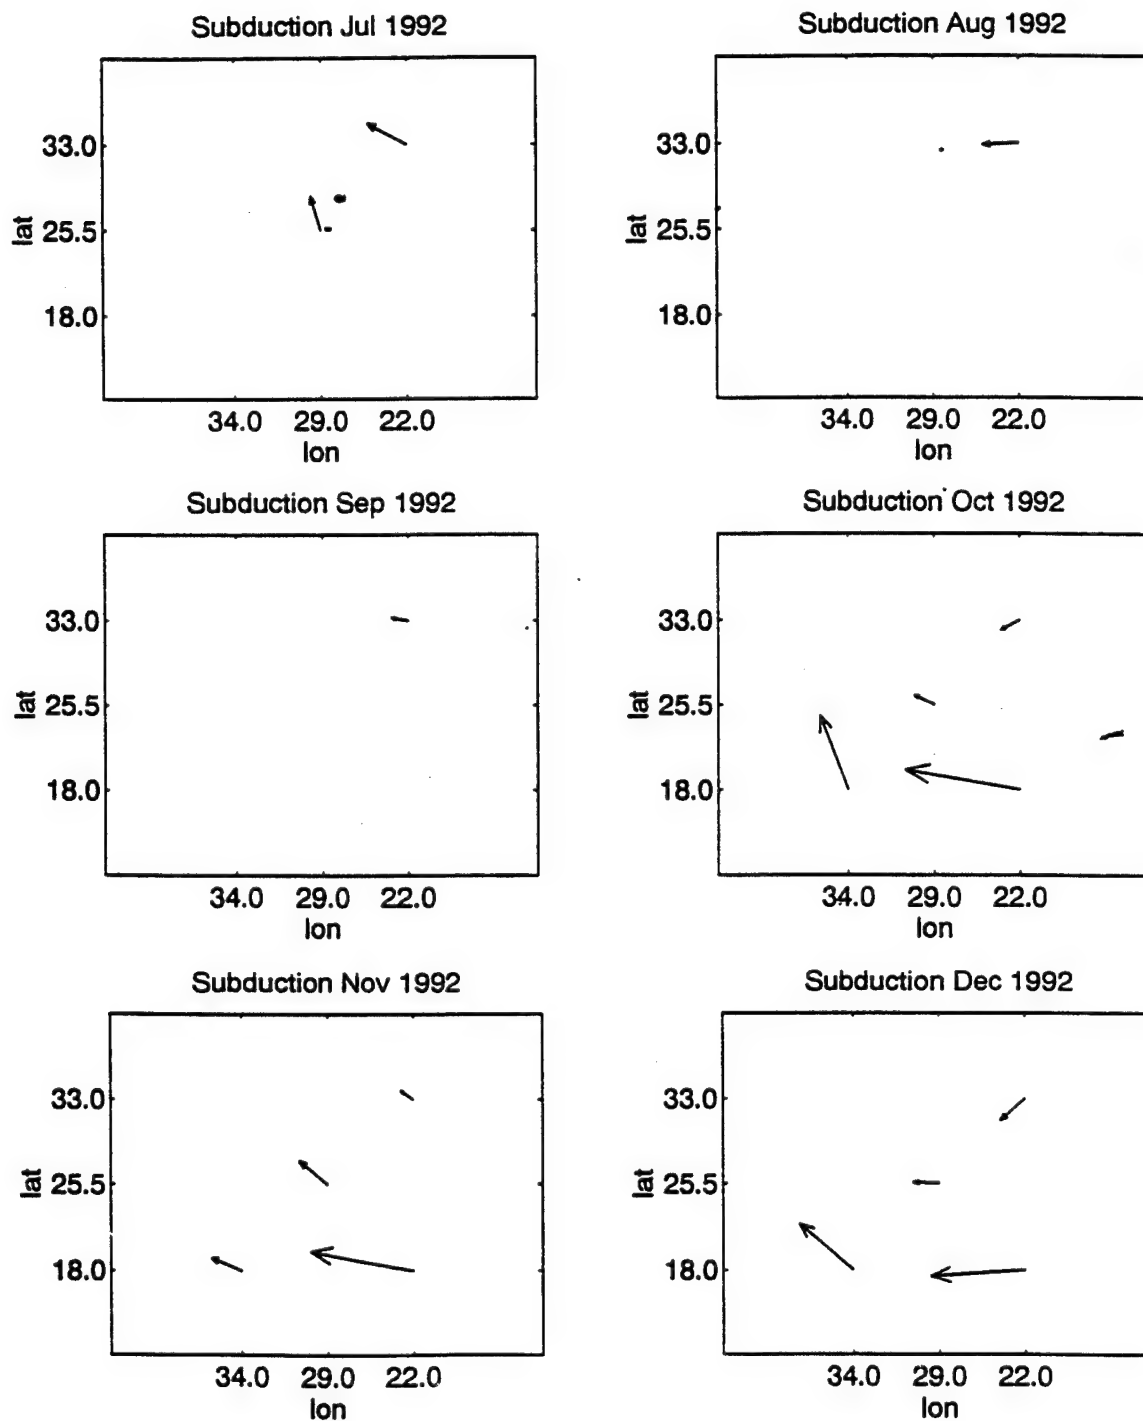 Subduction Jul 1992
33.0
25.5
18.0
lat
34.0 29.0 22.0
lon
Subduction Aug 1992
33.0
25.5
18.0
lat
34.0 29.0 22.0
lon
Subduction Sep 1992
33.0
25.5
18.0
lat
34.0 29.0 22.0
lon
Subduction Oct 1992
33.0
25.5
18.0
lat
34.0 29.0 22.0
lon
Subduction Nov 1992
33.0
25.5
18.0
lat
34.0 29.0 22.0
lon
Subduction Dec 1992
33.0
25.5
18.0
lat
34.0 29.0 22.0
lon